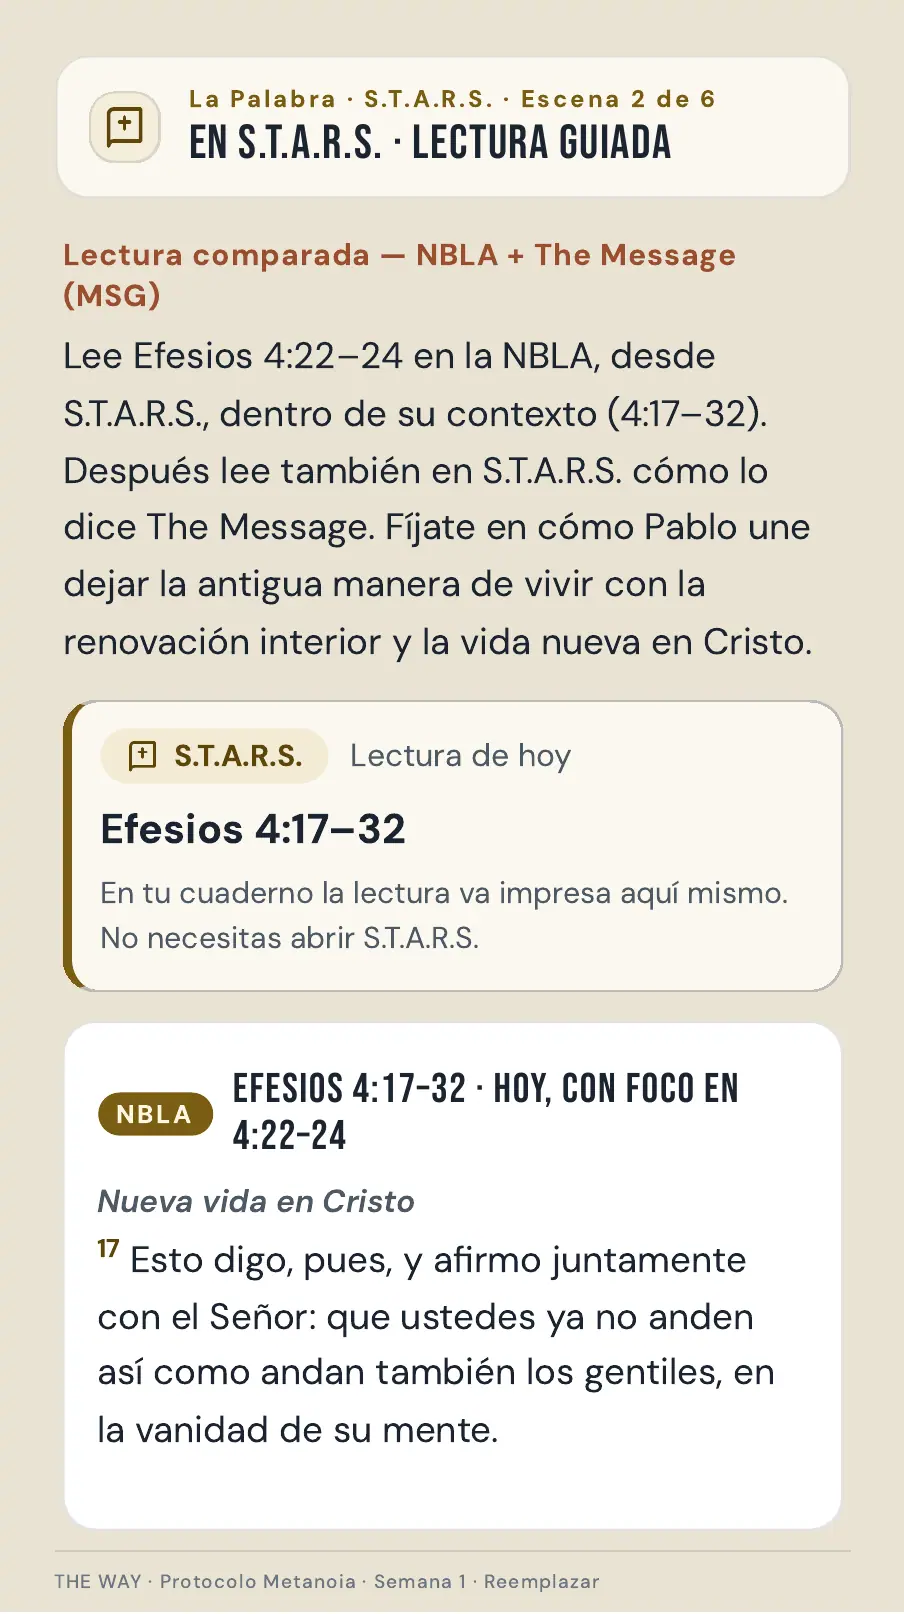 La Palabra · S.T.A.R.S. · Escena 2 de 6
EN S.T.A.R.S. · LECTURA GUIADA
Lectura comparada — NBLA + The Message
(MSG)
Lee Efesios 4:22–24 en la NBLA, desde
S.T.A.R.S., dentro de su contexto (4:17–32).
Después lee también en S.T.A.R.S. cómo lo
dice The Message. Fíjate en cómo Pablo une
dejar la antigua manera de vivir con la
renovación interior y la vida nueva en Cristo.
S.T.A.R.S. Lectura de hoy
Efesios 4:17–32
En tu cuaderno la lectura va impresa aquí mismo.
No necesitas abrir S.T.A.R.S.
NBLA EFESIOS 4:17–32 · HOY, CON FOCO EN
4:22–24
Nueva vida en Cristo
17 Esto digo, pues, y afirmo juntamente
con el Señor: que ustedes ya no anden
así como andan también los gentiles, en
la vanidad de su mente.
THE WAY · Protocolo Metanoia · Semana 1 · Reemplazar